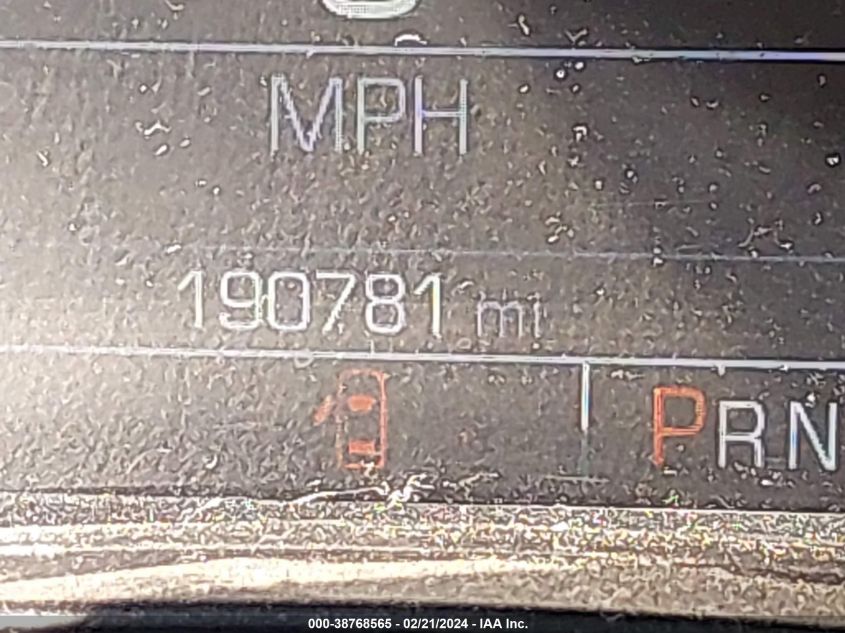 MPH
190781 mi
PRN
000-38768565 - 02/21/2024 - IAA Inc.